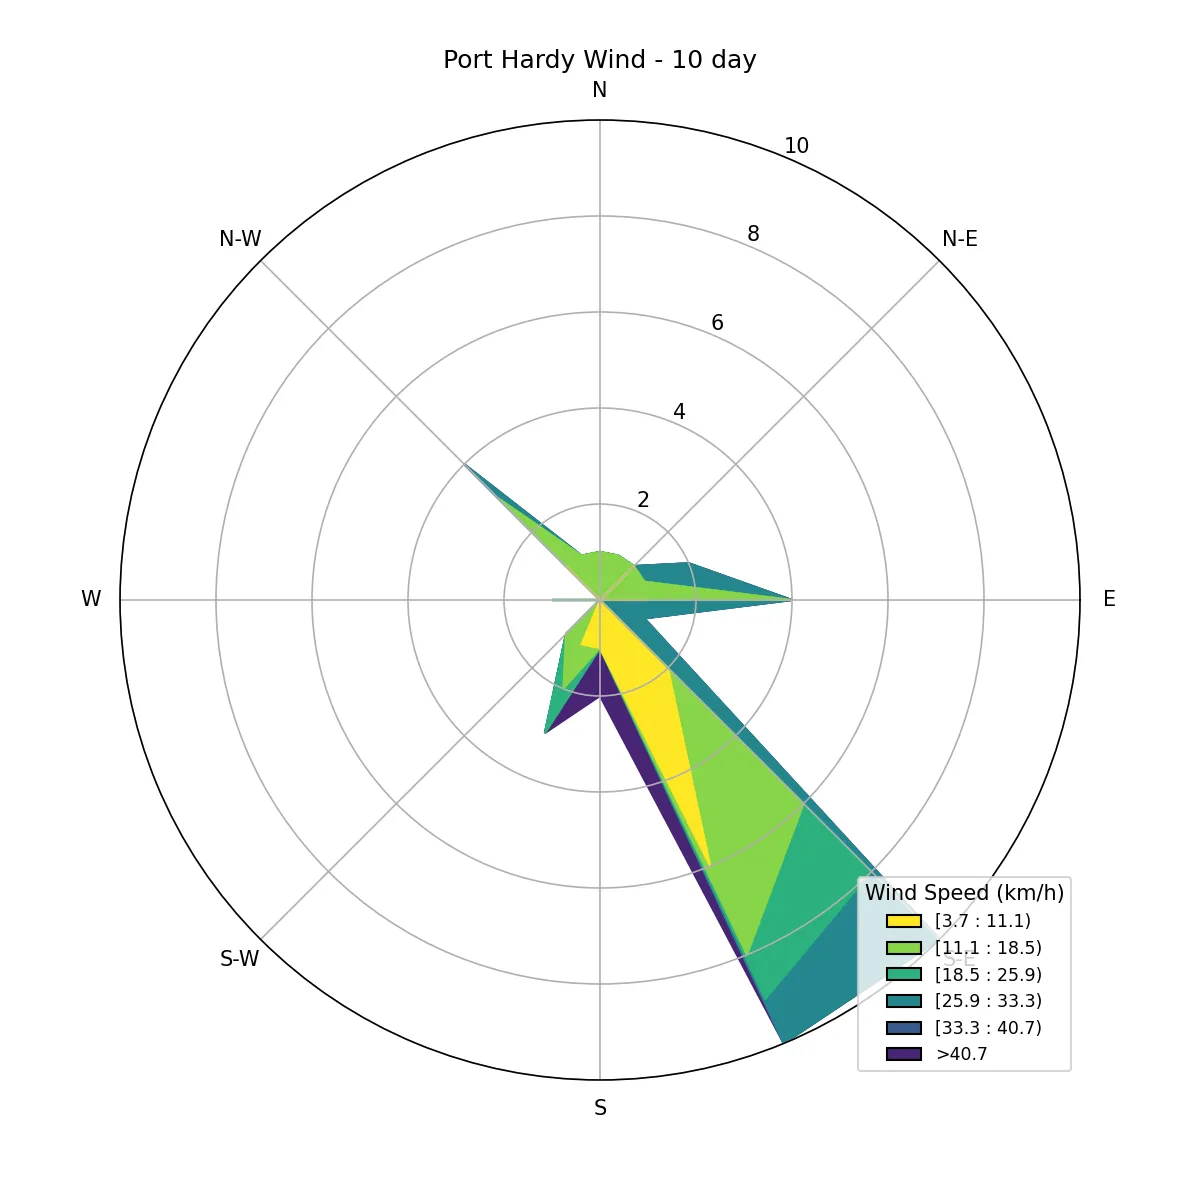 Port Hardy Wind - 10 day
N
10
N-W
8
N-E
6
4
2
W
E
Wind Speed (km/h)
[3.7 : 11.1)
[11.1 : 18.5)
S-W
S-E
[18.5 : 25.9)
[25.9 : 33.3)
[33.3 : 40.7)
>40.7
S